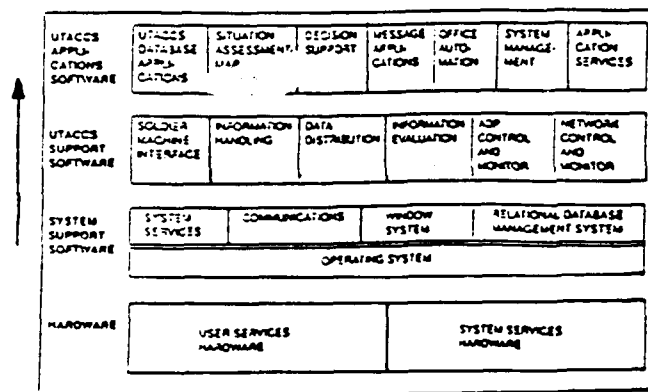 UTACCS
APPLI-
CATIONS
SOFTWARE
UTACCS
DATABASE
APPLI-
CATIONS
SITUATION
ASSESSMENT/
MAP
DECISION
SUPPORT
MESSAGE
APPLI-
CATIONS
OFFICE
AUTO-
MATION
SYSTEM
MANAGE-
MENT
APPLI-
CATION
SERVICES
UTACCS
SUPPORT
SOFTWARE
SOLDIER
MACHINE
INTERFACE
INFORMATION
HANDLING
DATA
DISTRIBUTION
INFORMATION
EVALUATION
ADP
CONTROL
AND
MONITOR
NETWORK
CONTROL
AND
MONITOR
SYSTEM
SUPPORT
SOFTWARE
SYSTEM
SERVICES
COMMUNICATIONS
WINDOW
SYSTEM
RELATIONAL DATABASE
MANAGEMENT SYSTEM
OPERATING SYSTEM
HARDWARE
USER SERVICES
HARDWARE
SYSTEM SERVICES
HARDWARE